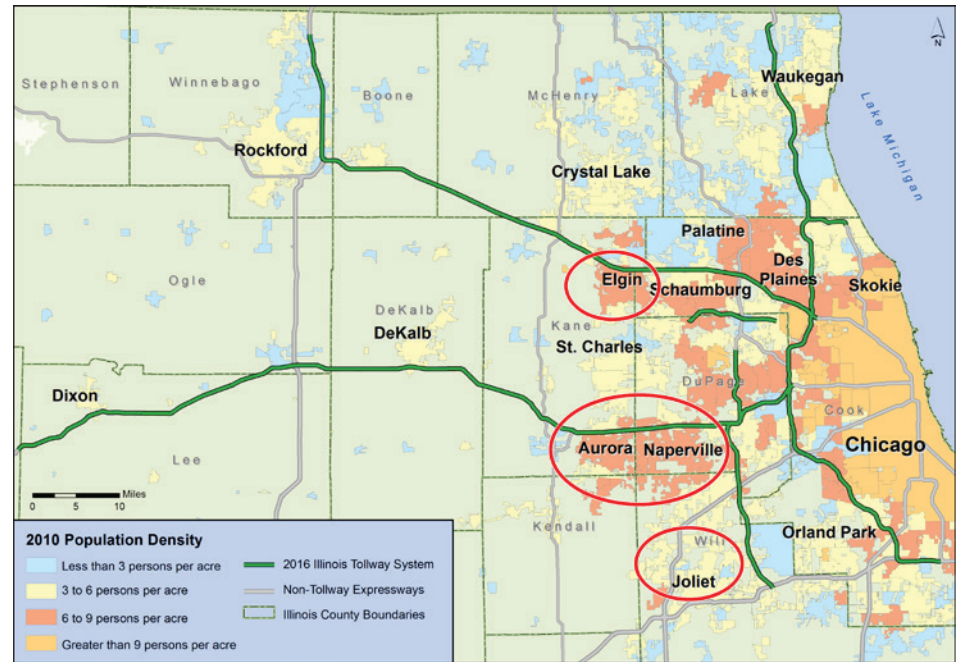 N
Stephenson
Winnebago
Boone
McHenry
Lake
Waukegan
Lake Michigan
Rockford
Crystal Lake
Palatine
Des
Plaines
Elgin
Schaumburg
Skokie
Ogle
DeKalb
DeKalb
Kane
St. Charles
DuPage
Dixon
Cook
Chicago
Aurora
Naperville
Lee
Miles
0 5 10
Kendall
Will
Orland Park
Joliet
2010 Population Density
Less than 3 persons per acre
3 to 6 persons per acre
6 to 9 persons per acre
Greater than 9 persons per acre
2016 Illinois Tollway System
Non-Tollway Expressways
Illinois County Boundaries